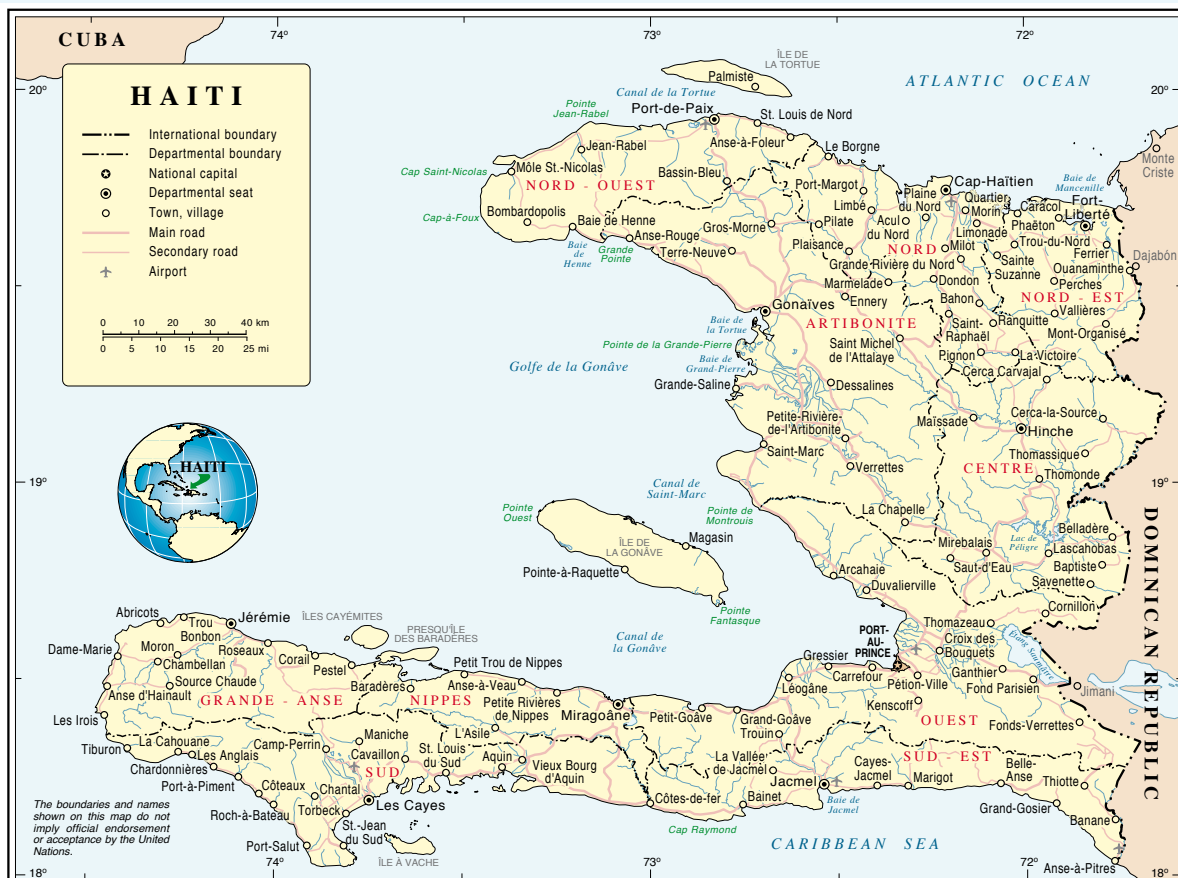 CUBA
74°
73°
72°
HAITI
International boundary
Departmental boundary
National capital
Departmental seat
Town, village
Main road
Secondary road
Airport
0 10 20 30 40 km
0 5 10 15 20 25 mi
20°
20°
ÎLE DE
LA TORTUE
Palmiste
ATLANTIC OCEAN
Canal de la Tortue
Pointe
Jean-Rabel
Port-de-Paix
St. Louis de Nord
Jean-Rabel
Anse-à-Foleur
Le Borgne
Monte
Criste
Cap Saint-Nicolas
Môle St.-Nicolas
NORD - OUEST
Bassin-Bleu
Port-Margot
Cap-Haïtien
Baie de
Mancenille
Plaine
du Nord
Quartier
Morin
Caracol
Fort-
Liberté
Limbé
Cap-à-Foux
Bombardopolis
Baie de Henne
Gros-Morne
Pilate
Acul du
Nord
Limonade
Phaëton
Anse-Rouge
Trou-du-Nord
Ferrier
Baie
de
Henne
Grande
Pointe
Terre-Neuve
Plaisance
NORD
Milot
Grande Rivière du Nord
Sainte
Suzanne
Ouanaminthe
Dajabón
Marmelade
Dondon
Perches
Ennery
Bahon
NORD - EST
Gonaïves
Vallières
Baie de
la Tortue
ARTIBONITE
Saint-
Raphaël
Ranquitte
Mont-Organisé
Pointe de la Grande-Pierre
Saint Michel
de l'Attalaye
Pignon
La Victoire
Golfe de la Gonâve
Baie de
Grand-Pierre
Cerca Carvajal
Grande-Saline
Dessalines
Petite-Rivière-
de-l'Artibonite
Maïssade
Cerca-la-Source
Hinche
Saint-Marc
Thomassique
Verrettes
CENTRE
Thomonde
HAITI
19°
19°
Canal de
Saint-Marc
Pointe
Ouest
Pointe de
Montrouis
La Chapelle
Belladère
ÎLE DE
LA GONÂVE
Magasin
Mirebalais
Lac de
Péligre
Lascahobas
Pointe-à-Raquette
Arcahaie
Saut-d'Eau
Baptiste
Duvalierville
Savenette
Pointe
Fantasque
Cornillon
DOMINICAN REPUBLIC
Abricots
Trou
Bonbon
Jérémie
ÎLES CAYÉMITES
PRESQU'ÎLE
DES BARADÈRES
Canal de
la Gonâve
PORT-
AU-
PRINCE
Thomazeau
Croix des
Bouquets
Étang Saumâtre
Dame-Marie
Moron
Roseaux
Corail
Pestel
Petit Trou de Nippes
Gressier
Carrefour
Ganthier
Chambellan
Source Chaude
Baradères
Anse-à-Veau
Léogâne
Pétion-Ville
Fond Parisien
Jimani
Anse d'Hainault
GRANDE - ANSE
NIPPES
Petite Rivières
de Nippes
Miragoâne
Petit-Goâve
Grand-Goâve
Kenscoff
OUEST
Les Irois
Trouin
Fonds-Verrettes
L'Asile
Tiburon
La Cahouane
Les Anglais
Camp-Perrin
Maniche
Cavaillon
St. Louis
du Sud
Aquin
Vieux Bourg
d'Aquin
La Vallée
de Jacmel
Cayes-
Jacmel
SUD - EST
Chardonnières
SUD
Jacmel
Marigot
Belle-
Anse
Thiotte
Port-à-Piment
Côteaux
Chantal
Les Cayes
Côtes-de-fer
Bainet
Baie de
Jacmel
Grand-Gosier
Roch-à-Bateau
Torbeck
Banane
Cap Raymond
Port-Salut
St.-Jean
du Sud
ÎLE À VACHE
CARIBBEAN SEA
Anse-à-Pitres
The boundaries and names
shown on this map do not
imply official endorsement
or acceptance by the United
Nations.
18°
74°
73°
72°
18°